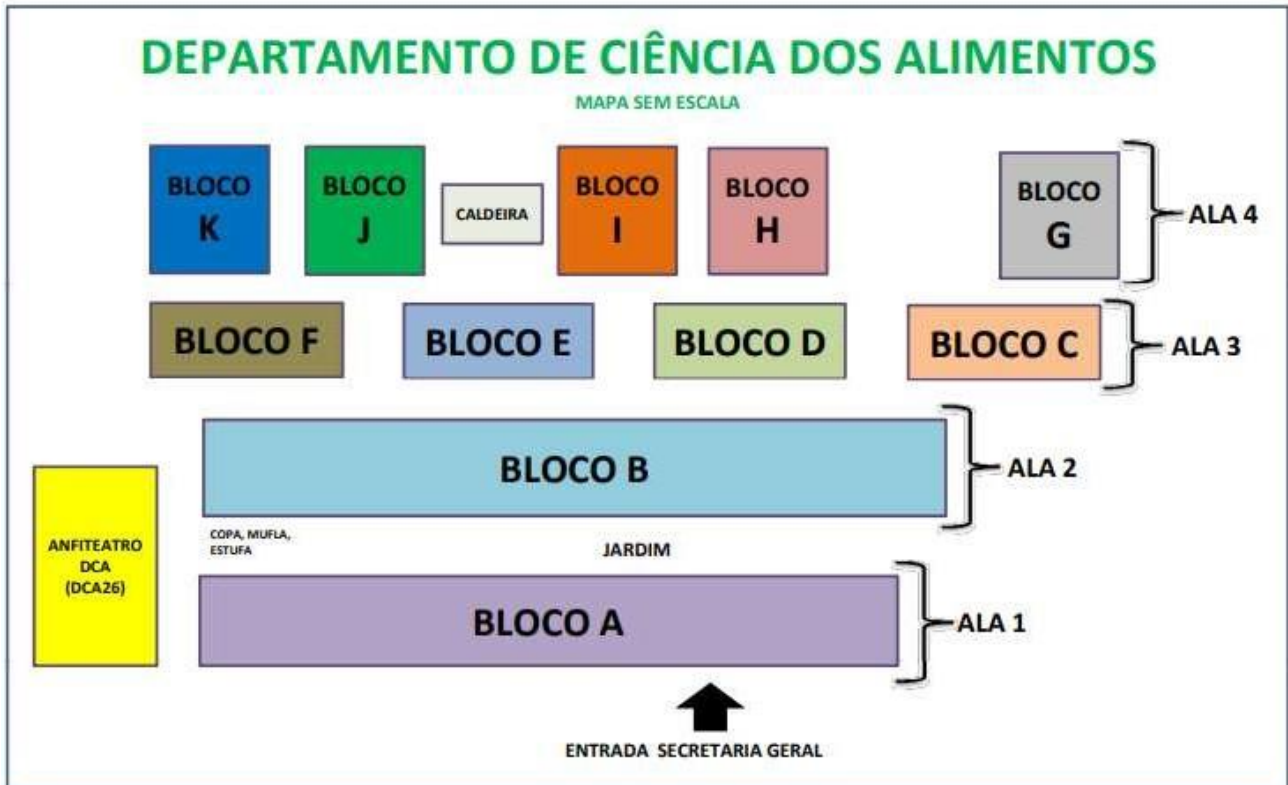 DEPARTAMENTO DE CIÊNCIA DOS ALIMENTOS
MAPA SEM ESCALA
BLOCO
K
BLOCO
J
CALDEIRA
BLOCO
I
BLOCO
H
BLOCO
G
ALA 4
BLOCO F
BLOCO E
BLOCO D
BLOCO C
ALA 3
BLOCO B
ALA 2
ANFITEATRO
DCA
(DCA26)
COPA, MUFLA,
ESTUFA
JARDIM
BLOCO A
ALA 1
ENTRADA SECRETARIA GERAL